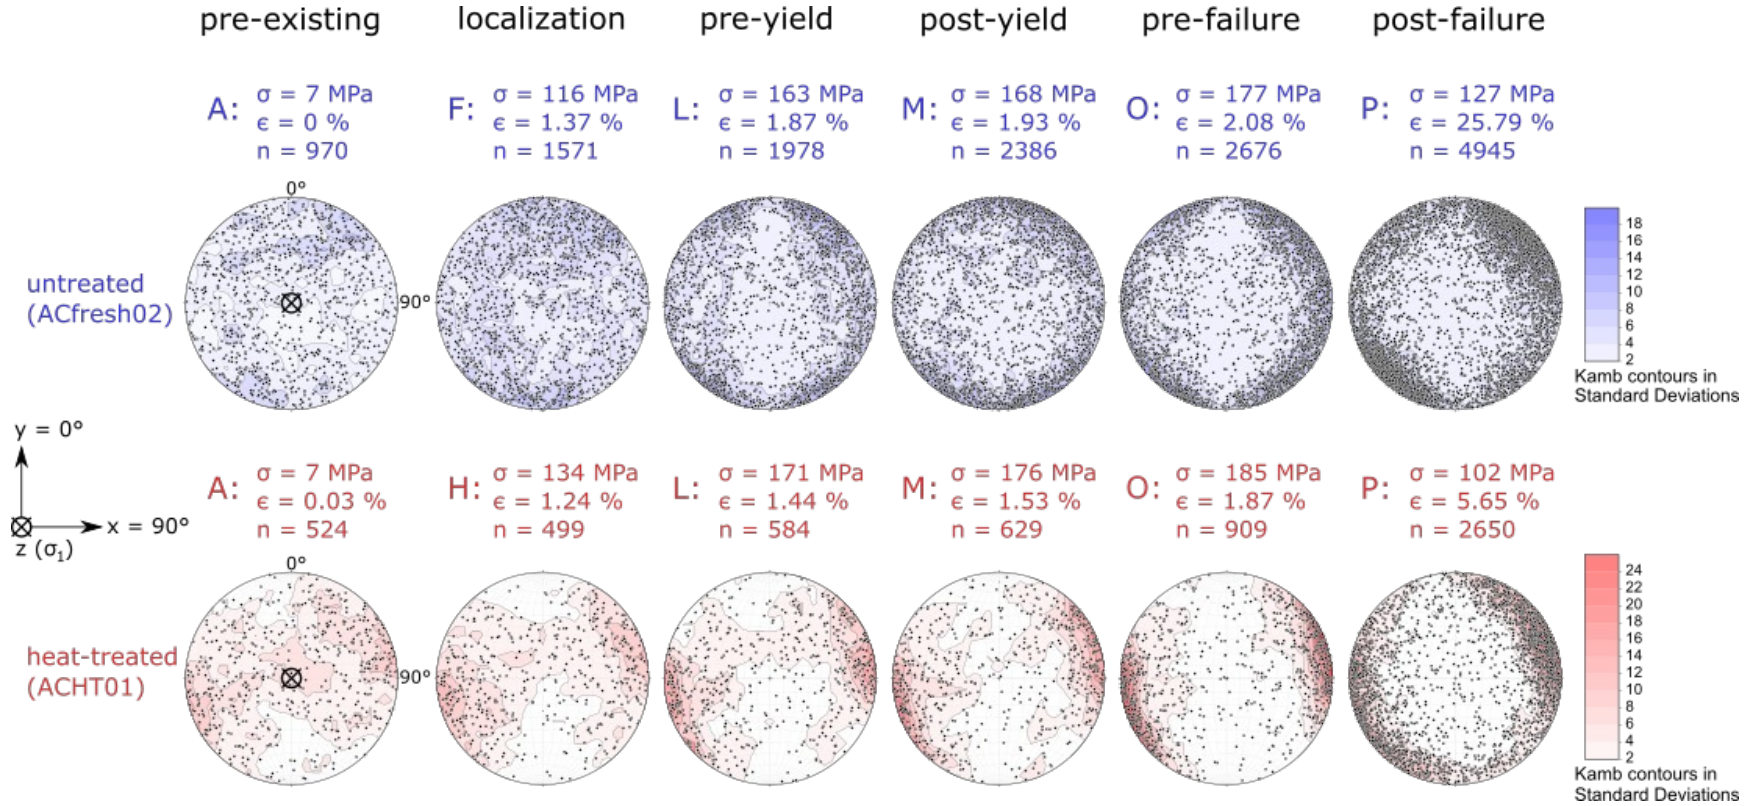 pre-existing localization pre-yield post-yield pre-failure post-failure
A: σ = 7 MPa
ϵ = 0 %
n = 970
F: σ = 116 MPa
ϵ = 1.37 %
n = 1571
L: σ = 163 MPa
ϵ = 1.87 %
n = 1978
M: σ = 168 MPa
ϵ = 1.93 %
n = 2386
O: σ = 177 MPa
ϵ = 2.08 %
n = 2676
P: σ = 127 MPa
ϵ = 25.79 %
n = 4945
untreated
(ACfresh02)
0°
90°
18
16
14
12
10
8
6
4
2
Kamb contours in
Standard Deviations
y = 0°
x = 90°
z (σ₁)
A: σ = 7 MPa
ϵ = 0.03 %
n = 524
H: σ = 134 MPa
ϵ = 1.24 %
n = 499
L: σ = 171 MPa
ϵ = 1.44 %
n = 584
M: σ = 176 MPa
ϵ = 1.53 %
n = 629
O: σ = 185 MPa
ϵ = 1.87 %
n = 909
P: σ = 102 MPa
ϵ = 5.65 %
n = 2650
heat-treated
(ACHT01)
0°
90°
24
22
20
18
16
14
12
10
8
6
4
2
Kamb contours in
Standard Deviations